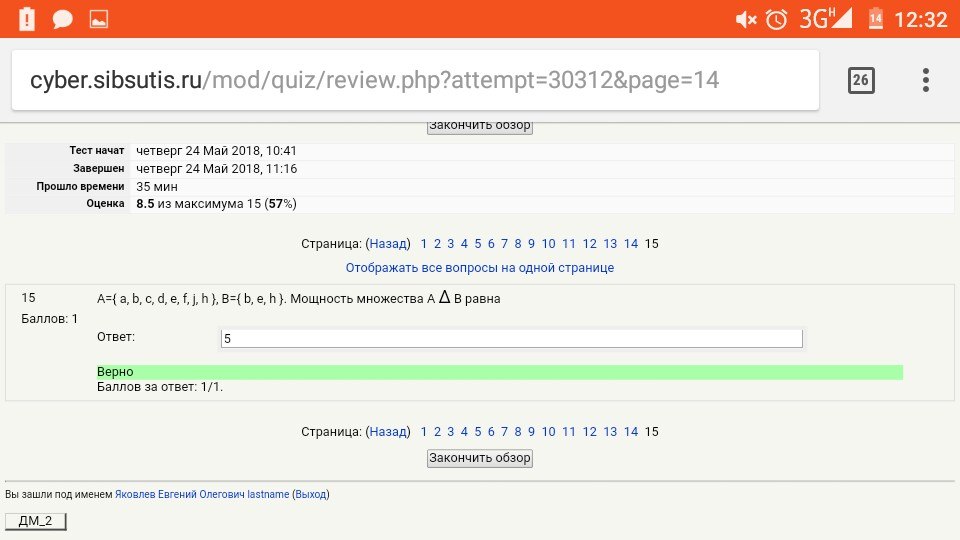 3G H 14 12:32
cyber.sibsutis.ru/mod/quiz/review.php?attempt=30312&page=14 26
Закончить обзор
Тест начат четверг 24 Май 2018, 10:41
Завершен четверг 24 Май 2018, 11:16
Прошло времени 35 мин
Оценка 8.5 из максимума 15 (57%)
Страница: (Назад) 1 2 3 4 5 6 7 8 9 10 11 12 13 14 15
Отображать все вопросы на одной странице
15 A={ a, b, c, d, e, f, j, h }, B={ b, e, h }. Мощность множества A Δ B равна
Баллов: 1
Ответ: 5
Верно
Баллов за ответ: 1/1.
Страница: (Назад) 1 2 3 4 5 6 7 8 9 10 11 12 13 14 15
Закончить обзор
Вы зашли под именем Яковлев Евгений Олегович lastname (Выход)
ДМ_2